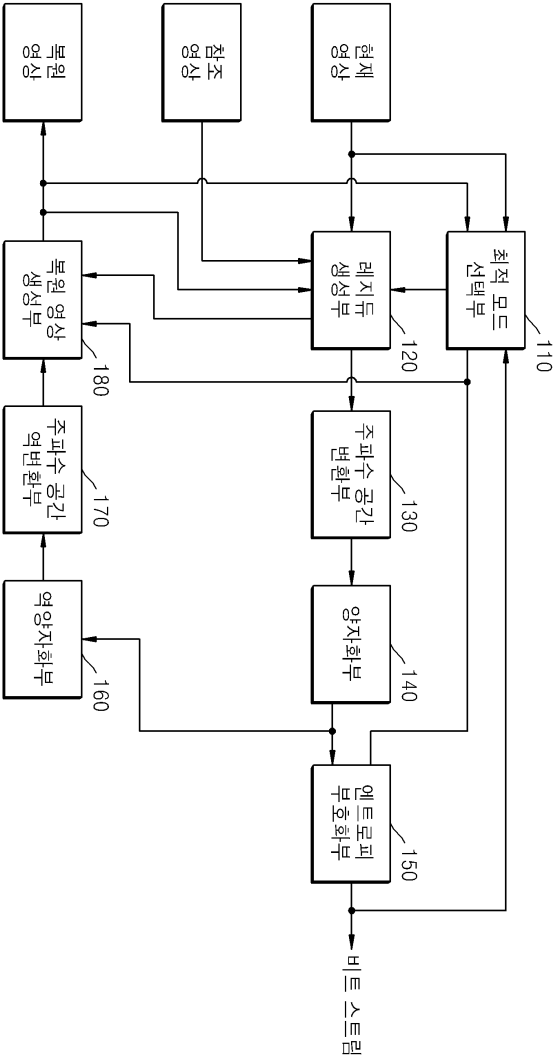 110
최적 모드
선택부
현재
영상
120
레지듀
생성부
130
주파수 공간
변환부
140
양자화부
150
엔트로피
부호화부
비트 스트림
참조
영상
복원
영상
180
복원 영상
생성부
170
주파수 공간
역변환부
160
역양자화부